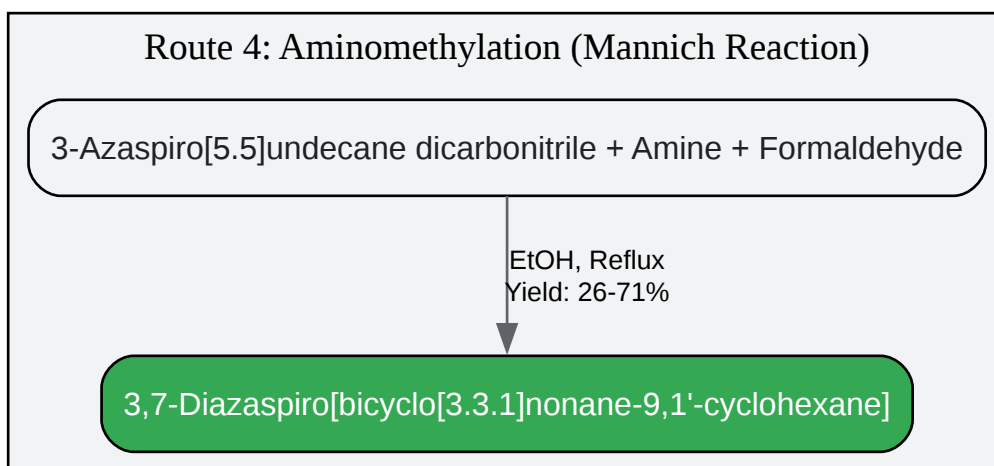 Route 4: Aminomethylation (Mannich Reaction)
3-Azaspiro[5.5]undecane dicarbonitrile + Amine + Formaldehyde
EtOH, Reflux
Yield: 26-71%
3,7-Diazaspiro[bicyclo[3.3.1]nonane-9,1'-cyclohexane]